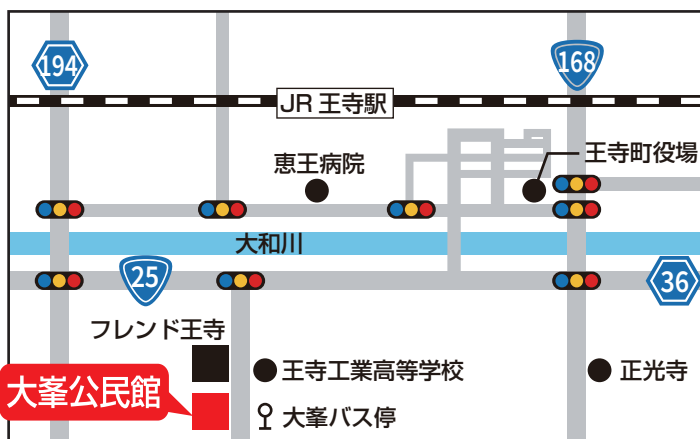 194
168
JR 王寺駅
恵王病院
王寺町役場
大和川
25
36
フレンド王寺
王寺工業高等学校
正光寺
大峯公民館
大峯バス停